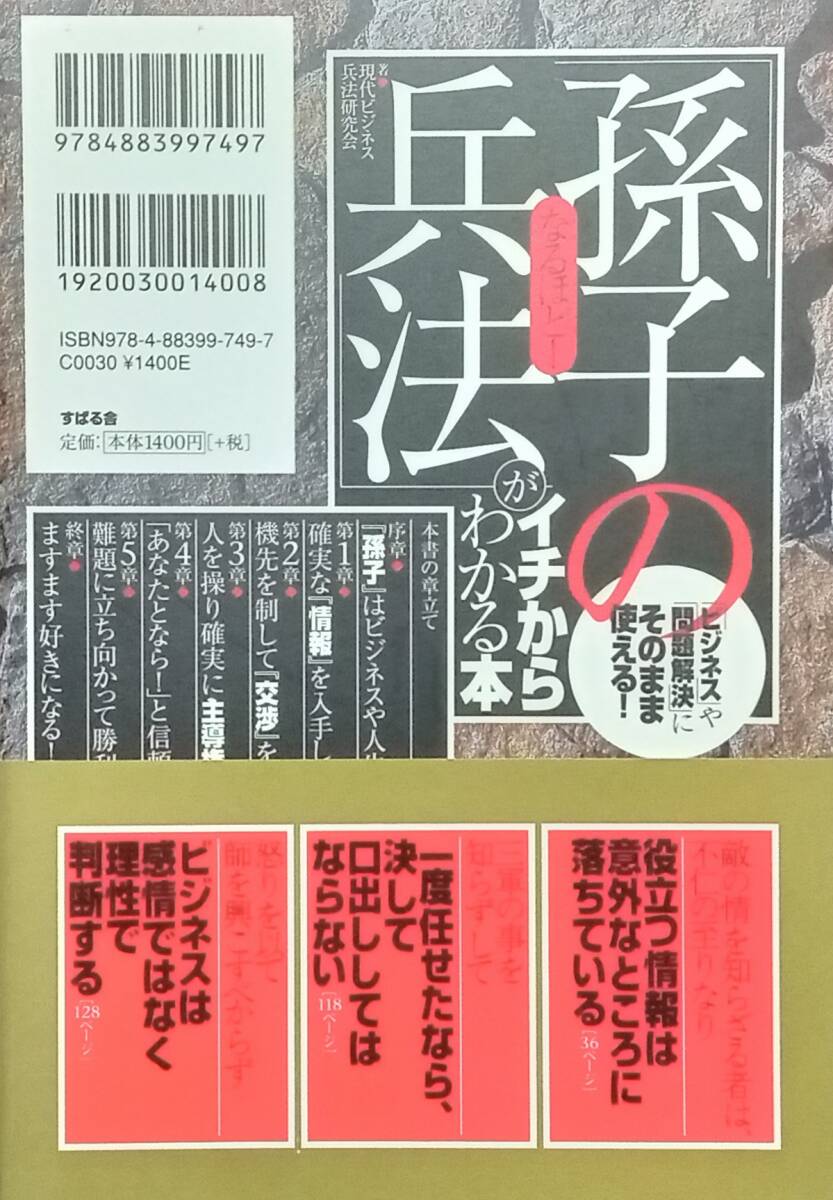 9784883997497
1920030014008
ISBN978-4-88399-749-7
C0030 ¥1400E
すばる舎
定価:本体1400円[+税]
「孫子の
兵法」
なるほど!
が
イチから
わかる本
著●
現代ビジネス
兵法研究会
「ビジネス」や
「問題解決」に
そのまま
使える!
本書の章立て
序章●
『孫子』はビジネスや人生
第1章●
確実な『情報』を入手し
第2章●
機先を制して『交渉』を
第3章●
人を操り確実に主導権
第4章●
「あなたとなら!」と信頼
第5章●
難題に立ち向かって勝利
終章●
ますます好きになる!
敵の情を知らざる者は、
不仁の至りなり
役立つ情報は
意外なところに
落ちている
[36ページ]
三軍の事を
知らずして
一度任せたなら、
決して
口出ししては
ならない
[118ページ]
怒りを以て
師を興こすべからず
ビジネスは
感情ではなく
理性で
判断する
[128ページ]